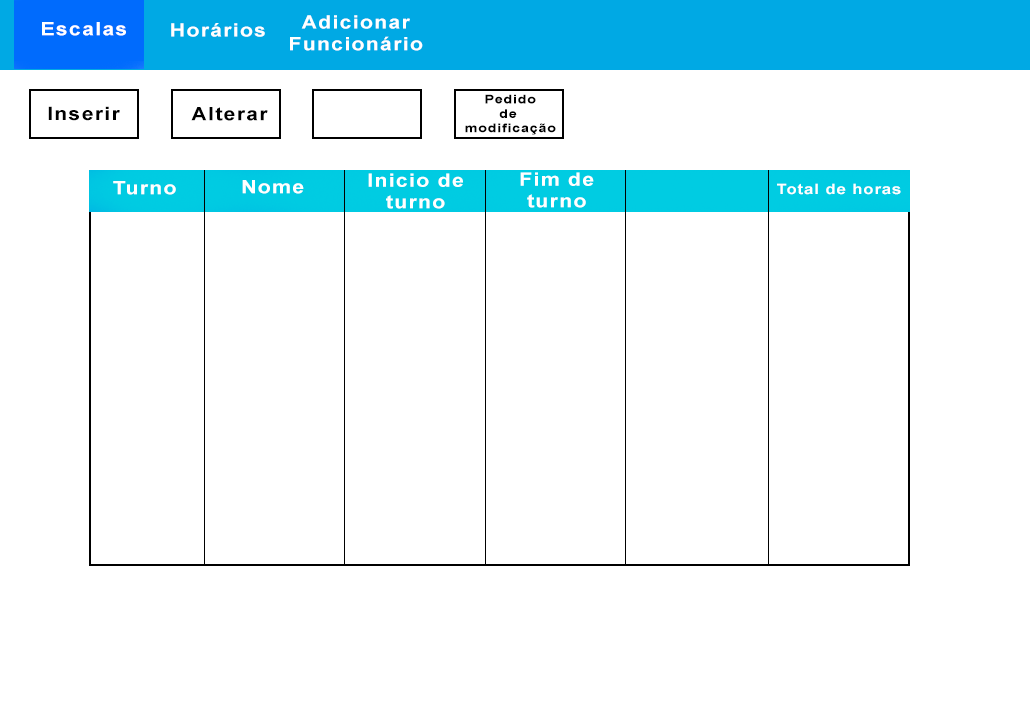 Escalas
Horários
Adicionar
Funcionário
Inserir
Alterar
Pedido
de
modificação
Turno
Nome
Inicio de
turno
Fim de
turno
Total de horas